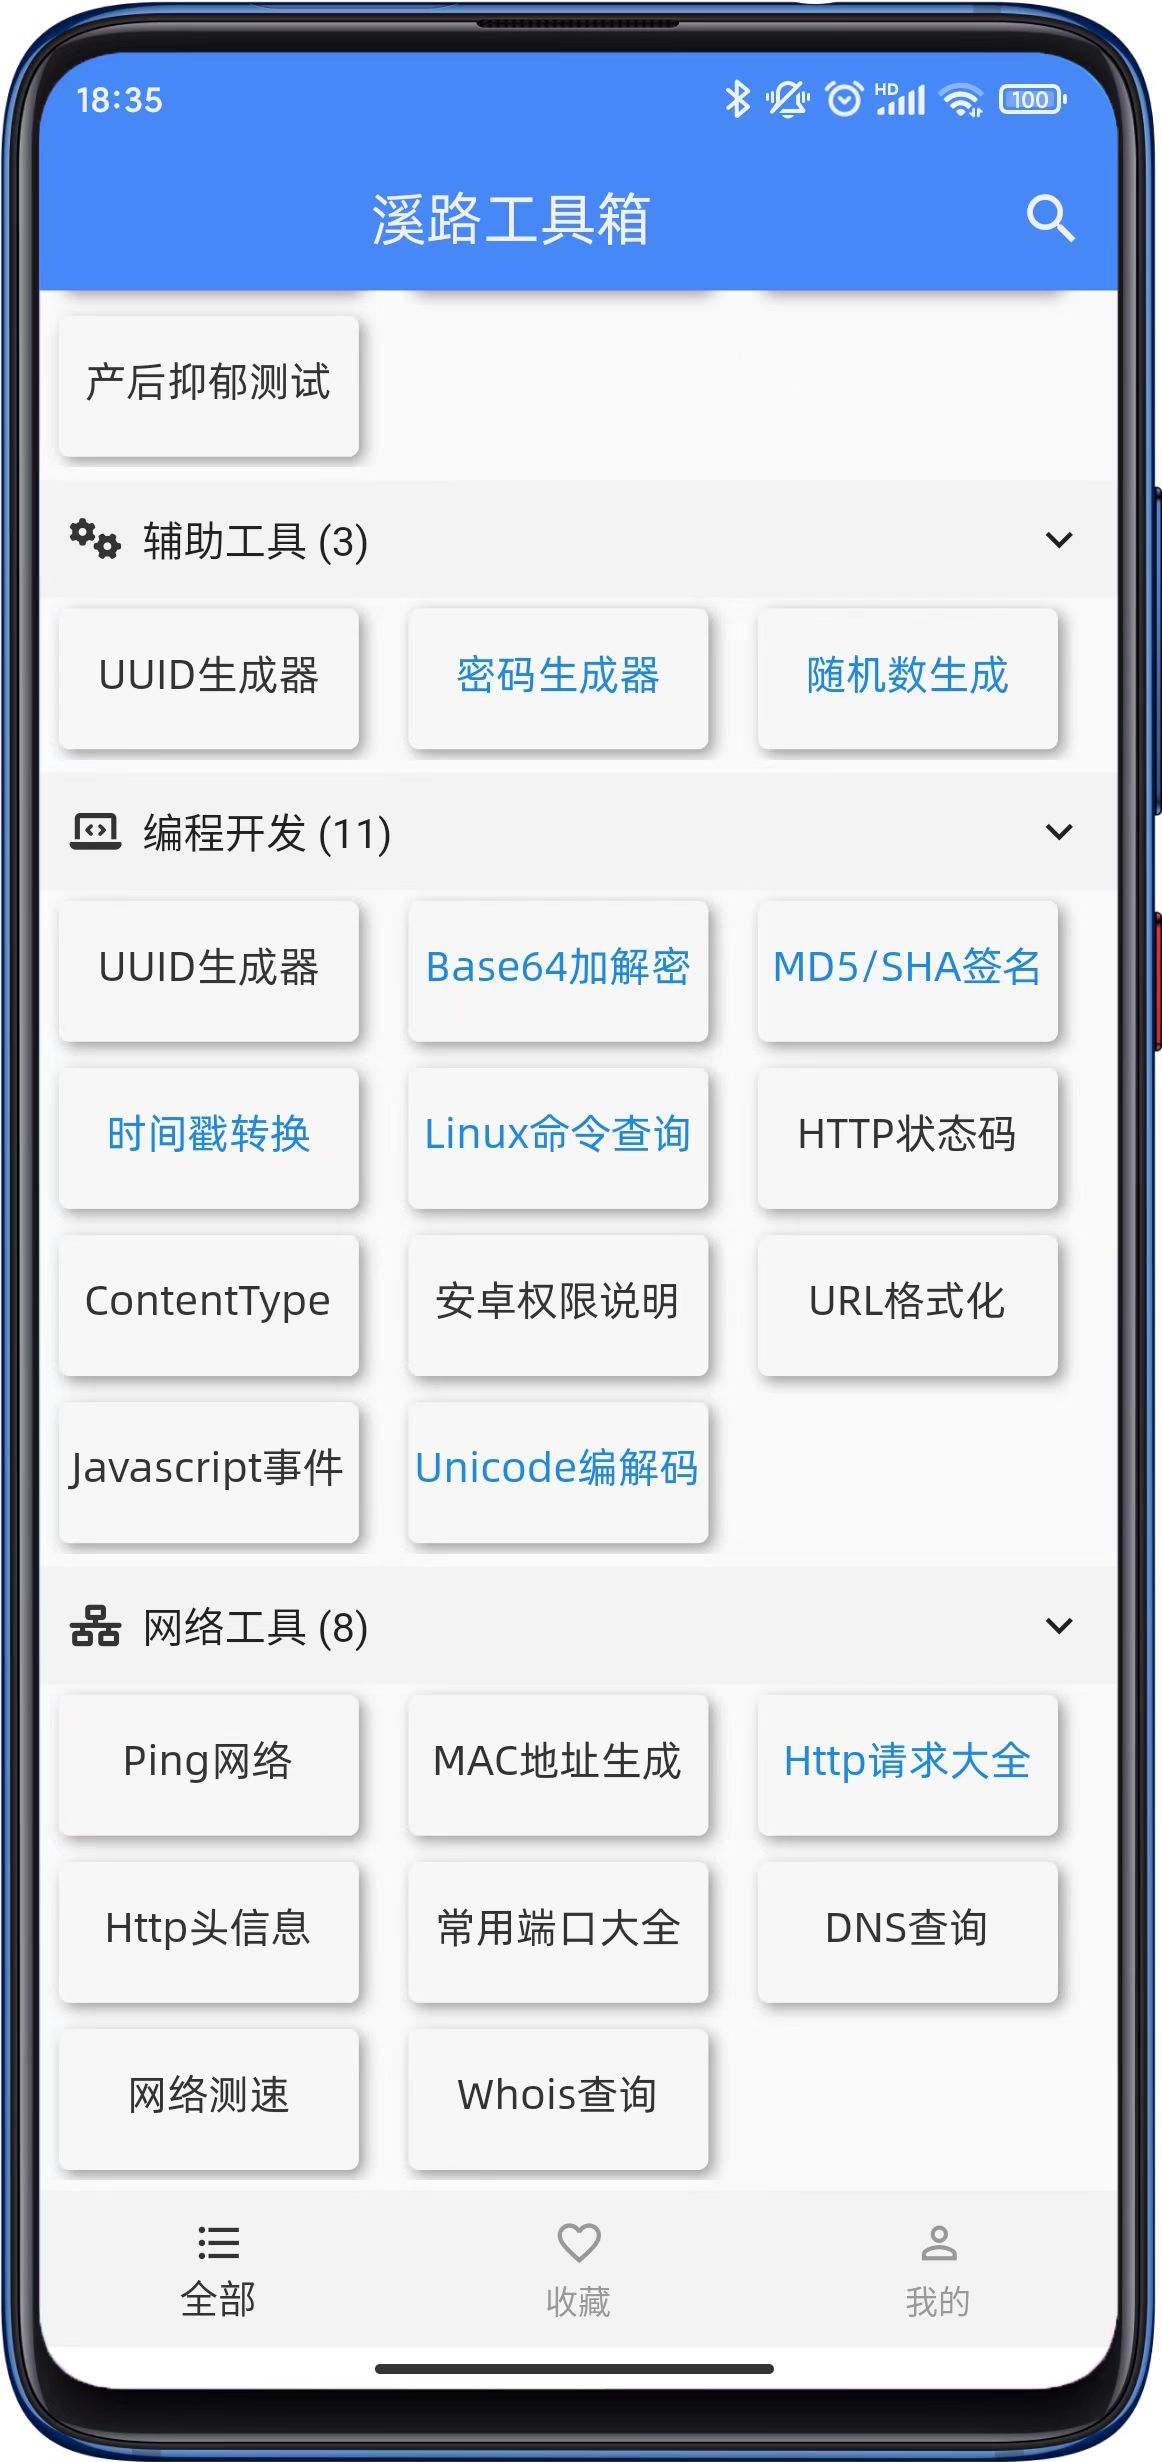 18:35
HD
100
溪路工具箱
产后抑郁测试
辅助工具 (3)
UUID生成器
密码生成器
随机数生成
编程开发 (11)
UUID生成器
Base64加解密
MD5/SHA签名
时间戳转换
Linux命令查询
HTTP状态码
ContentType
安卓权限说明
URL格式化
Javascript事件
Unicode编解码
网络工具 (8)
Ping网络
MAC地址生成
Http请求大全
Http头信息
常用端口大全
DNS查询
网络测速
Whois查询
全部
收藏
我的